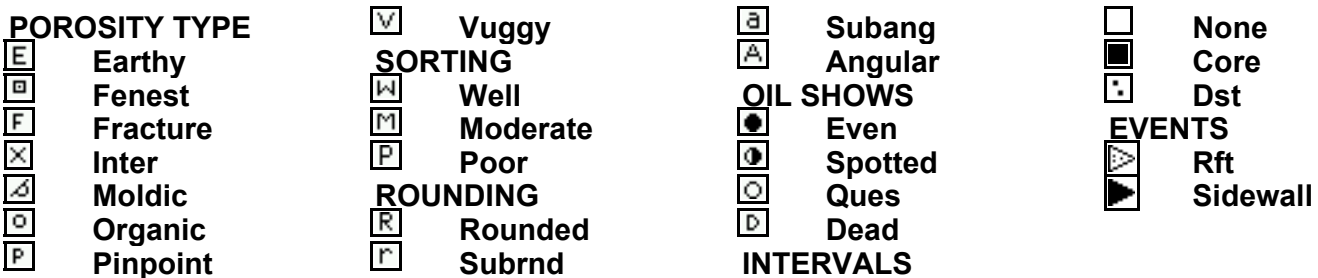 POROSITY TYPE
E Earthy
Fenest
F Fracture
Inter
Moldic
Organic
P Pinpoint
V Vuggy
SORTING
W Well
M Moderate
P Poor
ROUNDING
R Rounded
r Subrnd
a Subang
A Angular
OIL SHOWS
Even
Spotted
Ques
D Dead
INTERVALS
None
Core
Dst
EVENTS
Rft
Sidewall